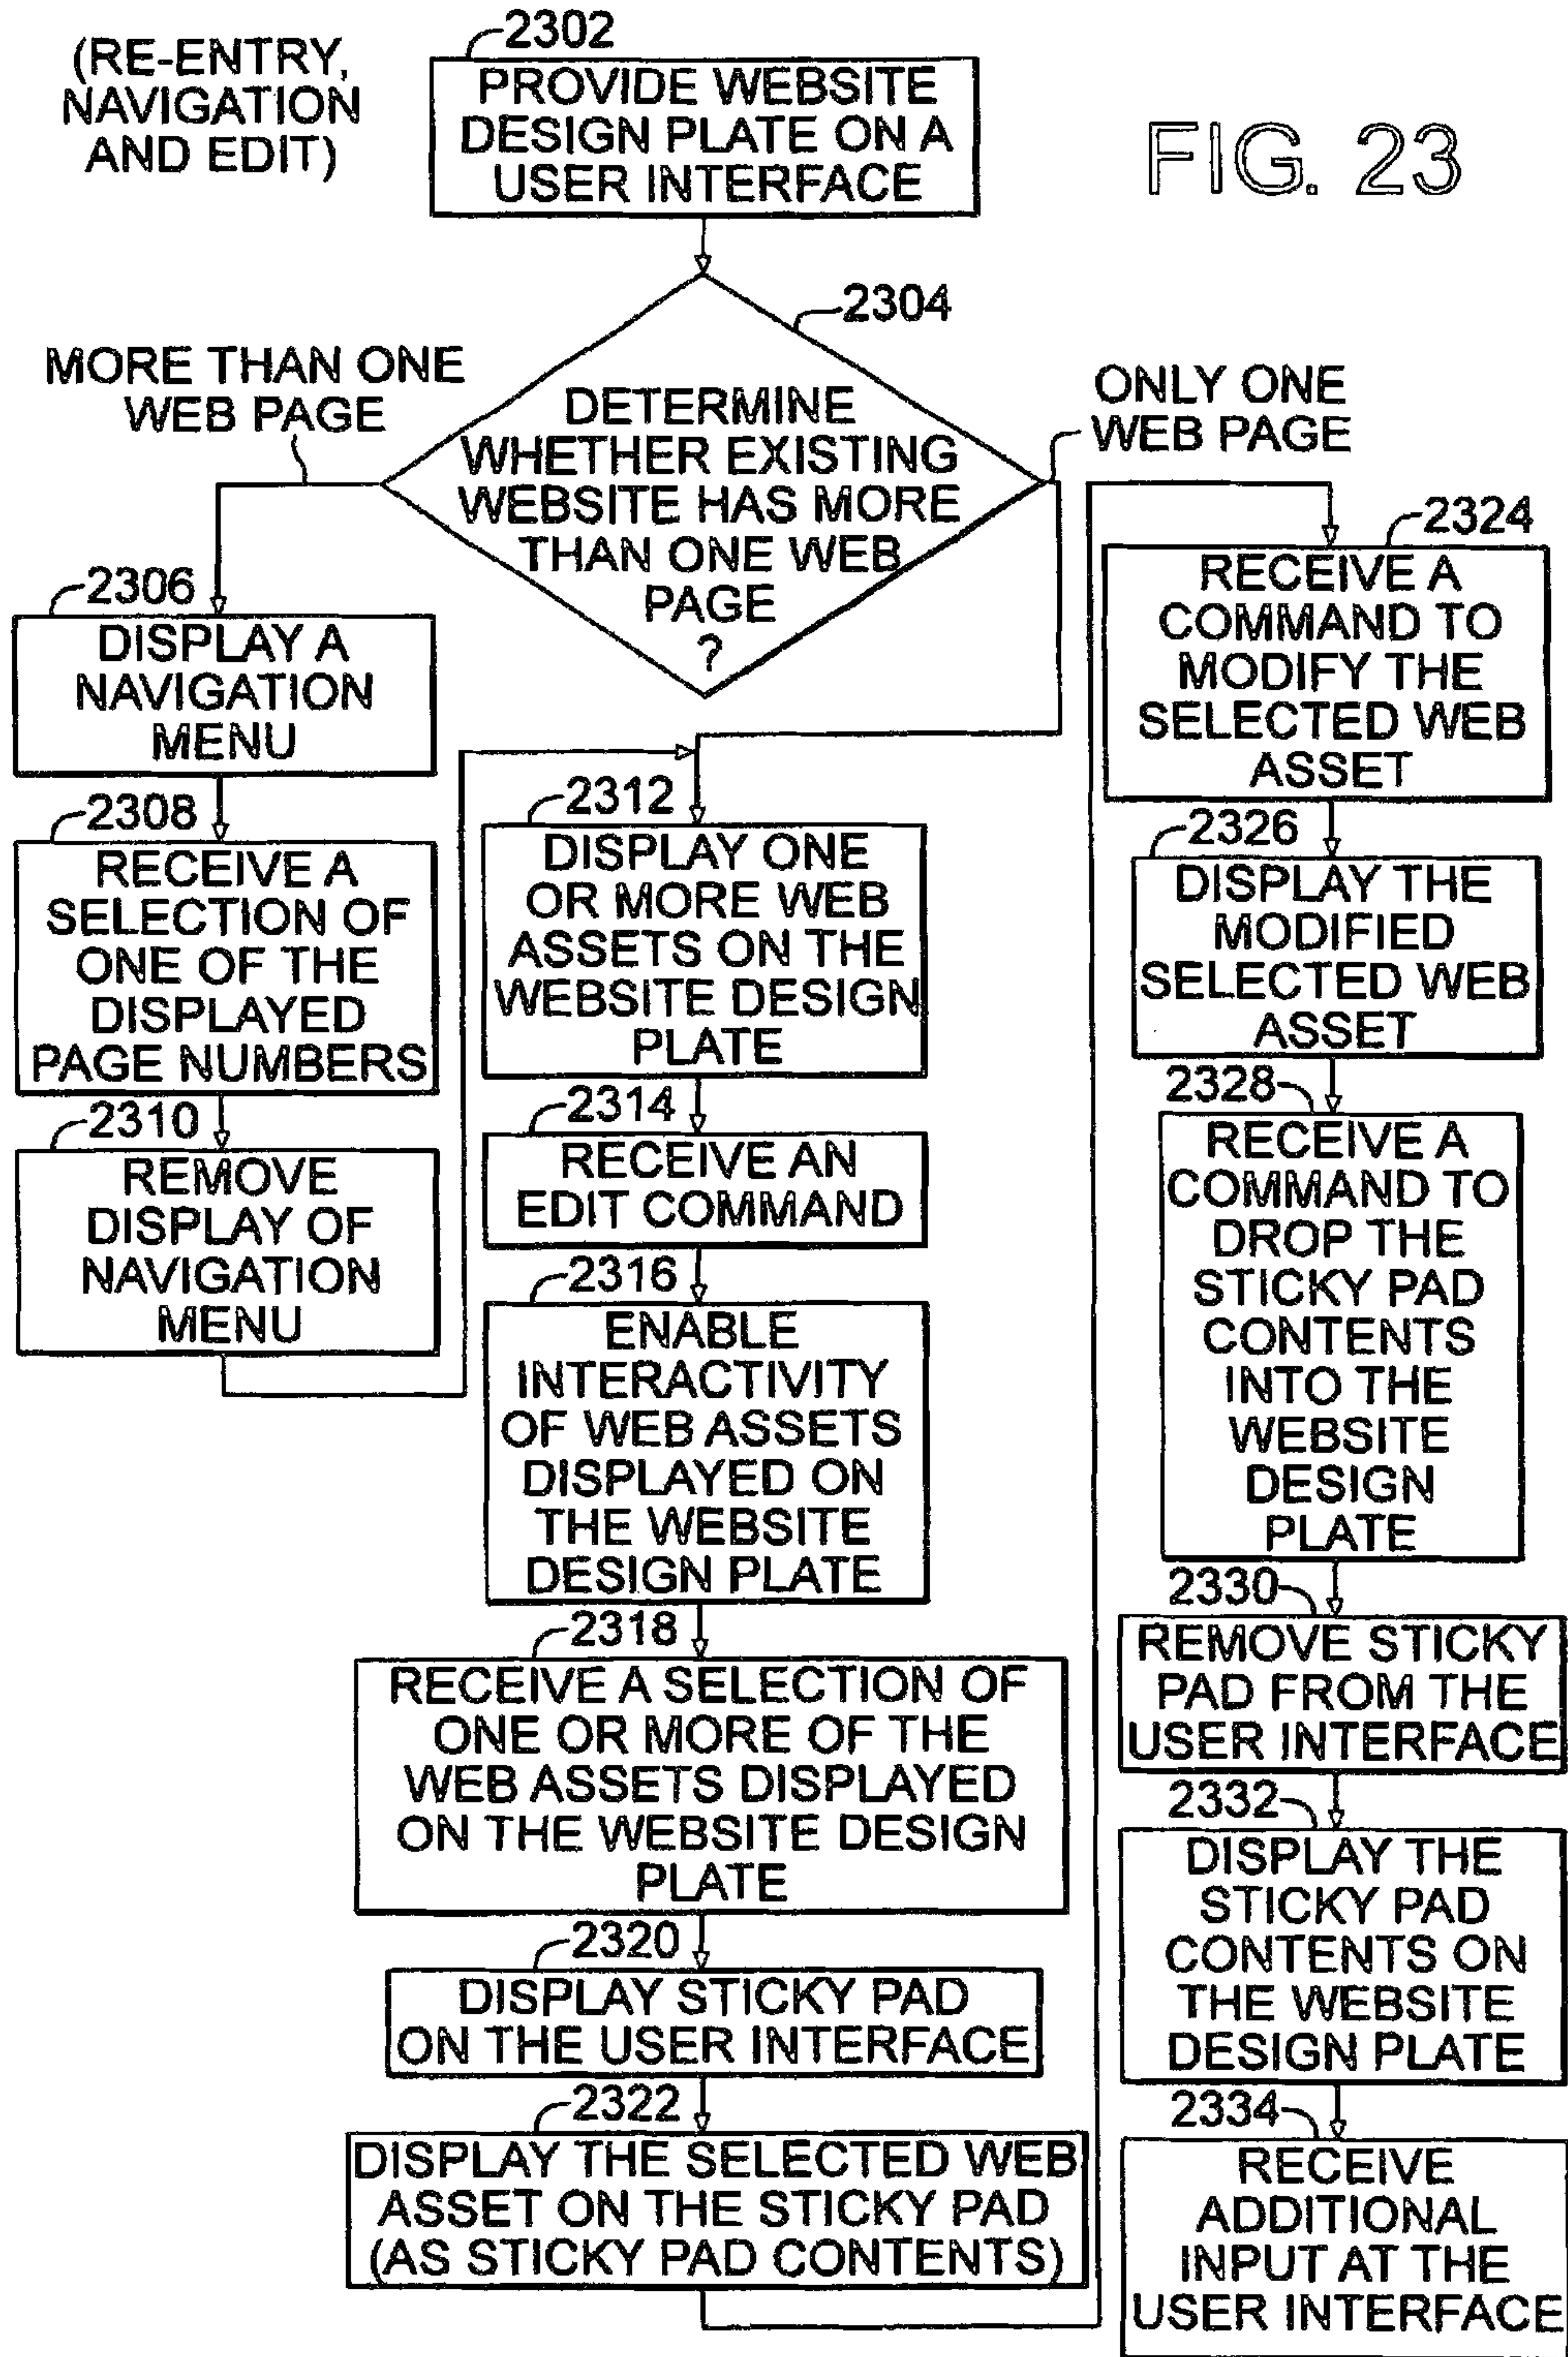 (RE-ENTRY,
NAVIGATION
AND EDIT)
2302
PROVIDE WEBSITE
DESIGN PLATE ON A
USER INTERFACE
FIG. 23
2304
DETERMINE
WHETHER EXISTING
WEBSITE HAS MORE
THAN ONE WEB
PAGE
?
MORE THAN ONE
WEB PAGE
ONLY ONE
WEB PAGE
2306
DISPLAY A
NAVIGATION
MENU
2308
RECEIVE A
SELECTION OF
ONE OF THE
DISPLAYED
PAGE NUMBERS
2310
REMOVE
DISPLAY OF
NAVIGATION
MENU
2312
DISPLAY ONE
OR MORE WEB
ASSETS ON THE
WEBSITE DESIGN
PLATE
2314
RECEIVE AN
EDIT COMMAND
2316
ENABLE
INTERACTIVITY
OF WEB ASSETS
DISPLAYED ON
THE WEBSITE
DESIGN PLATE
2318
RECEIVE A SELECTION OF
ONE OR MORE OF THE
WEB ASSETS DISPLAYED
ON THE WEBSITE DESIGN
PLATE
2320
DISPLAY STICKY PAD
ON THE USER INTERFACE
2322
DISPLAY THE SELECTED WEB
ASSET ON THE STICKY PAD
(AS STICKY PAD CONTENTS)
2324
RECEIVE A
COMMAND TO
MODIFY THE
SELECTED WEB
ASSET
2326
DISPLAY THE
MODIFIED
SELECTED WEB
ASSET
2328
RECEIVE A
COMMAND TO
DROP THE
STICKY PAD
CONTENTS
INTO THE
WEBSITE
DESIGN
PLATE
2330
REMOVE STICKY
PAD FROM THE
USER INTERFACE
2332
DISPLAY THE
STICKY PAD
CONTENTS ON
THE WEBSITE
DESIGN PLATE
2334
RECEIVE
ADDITIONAL
INPUT AT THE
USER INTERFACE